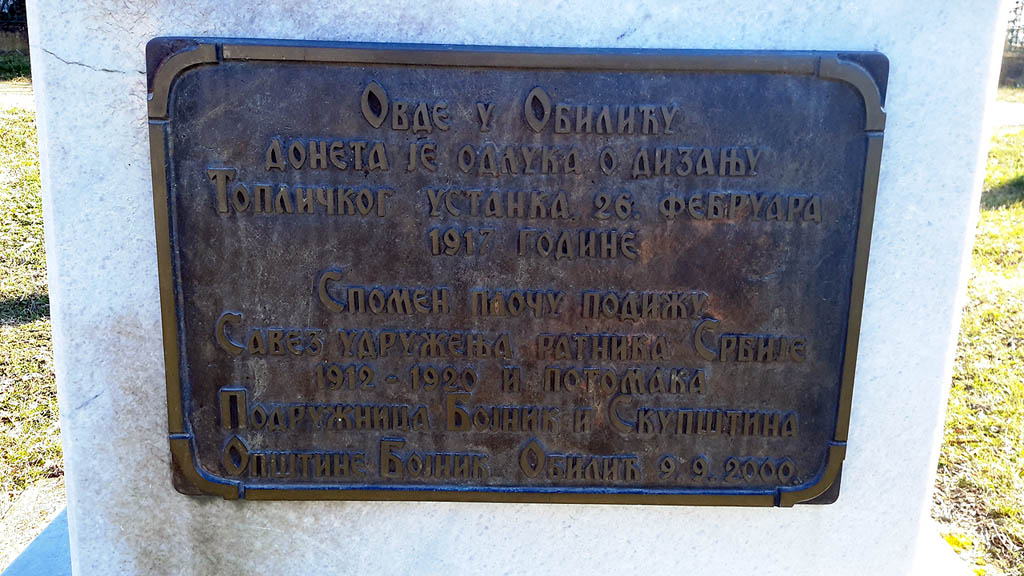 Овде у Обилићу
донета је одлука о дизању
Топличког устанка 26. фебруара
1917 године
Спомен плочу подижу
Савез удружења ратника Србије
1912 - 1920 и потомака
Подружница Бојник и Скупштина
Општине Бојник Обилић 9.9.2000.